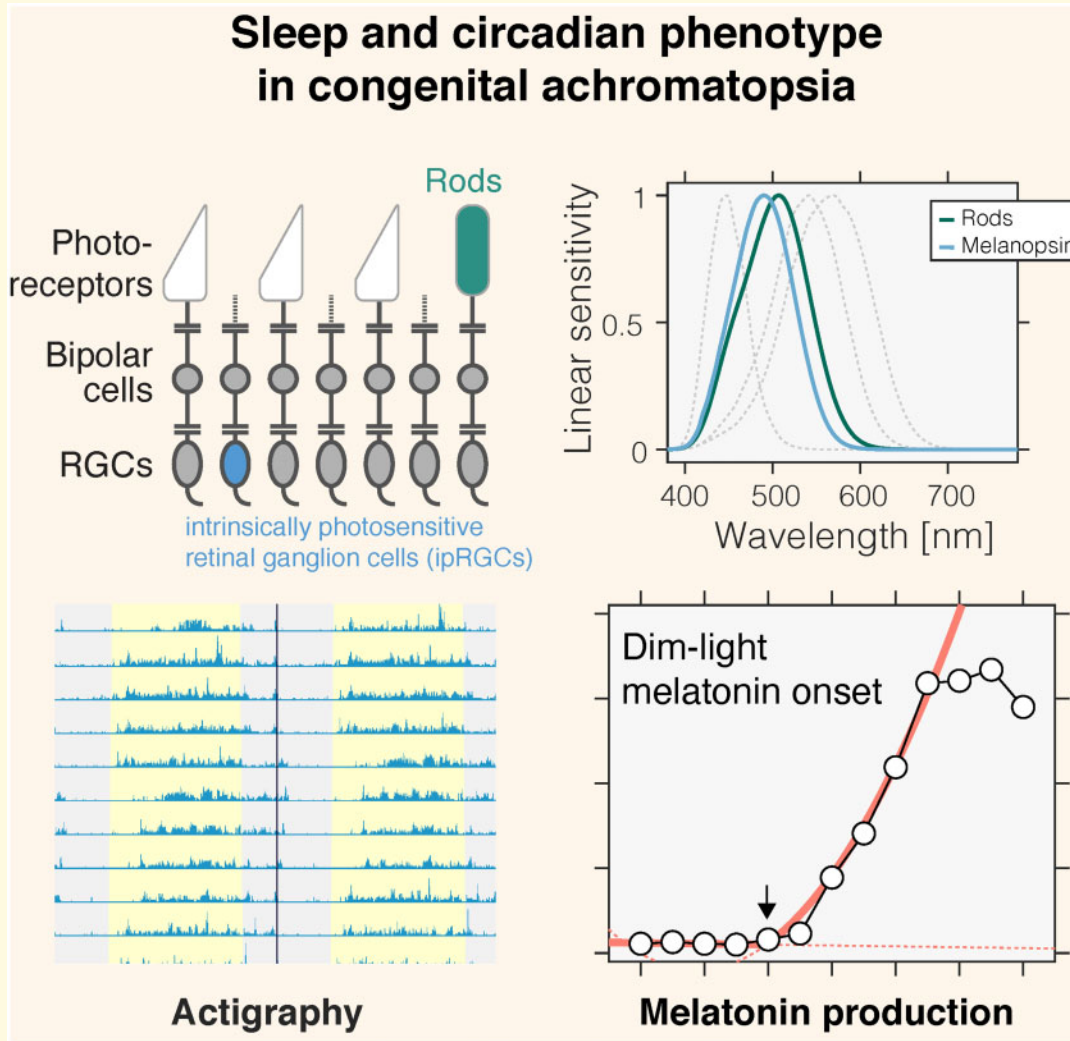 Sleep and circadian phenotype
in congenital achromatopsia
Rods
Photo-
receptors
Bipolar
cells
RGCs
intrinsically photosensitive
retinal ganglion cells (ipRGCs)
Linear sensitivity
1
0.5
0
Rods
Melanopsin
400 500 600 700
Wavelength [nm]
Actigraphy
Dim-light
melatonin onset
Melatonin production